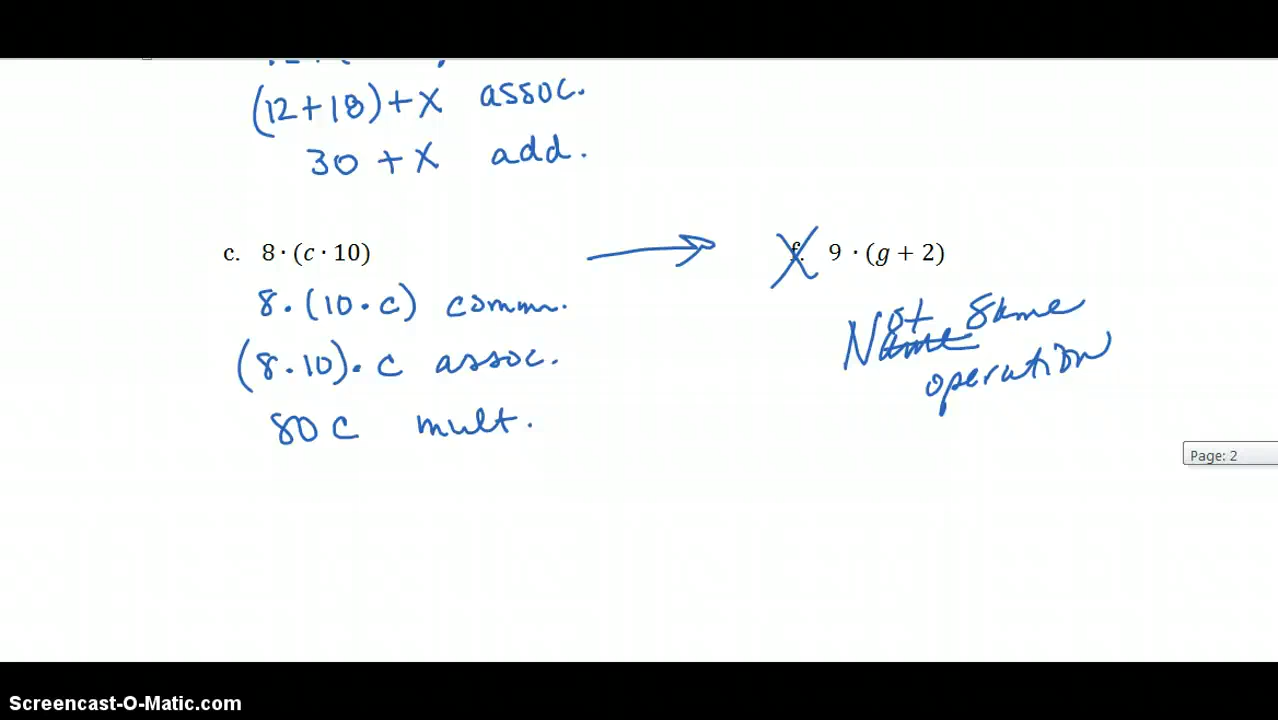 (12+18)+x assoc.
30 + x add.
c. 8 · (c · 10)
8 · (10 · c) comm.
(8 · 10) · c assoc.
80 c mult.
f. 9 · (g + 2)
Not same
operation
Page: 2
Screencast-O-Matic.com